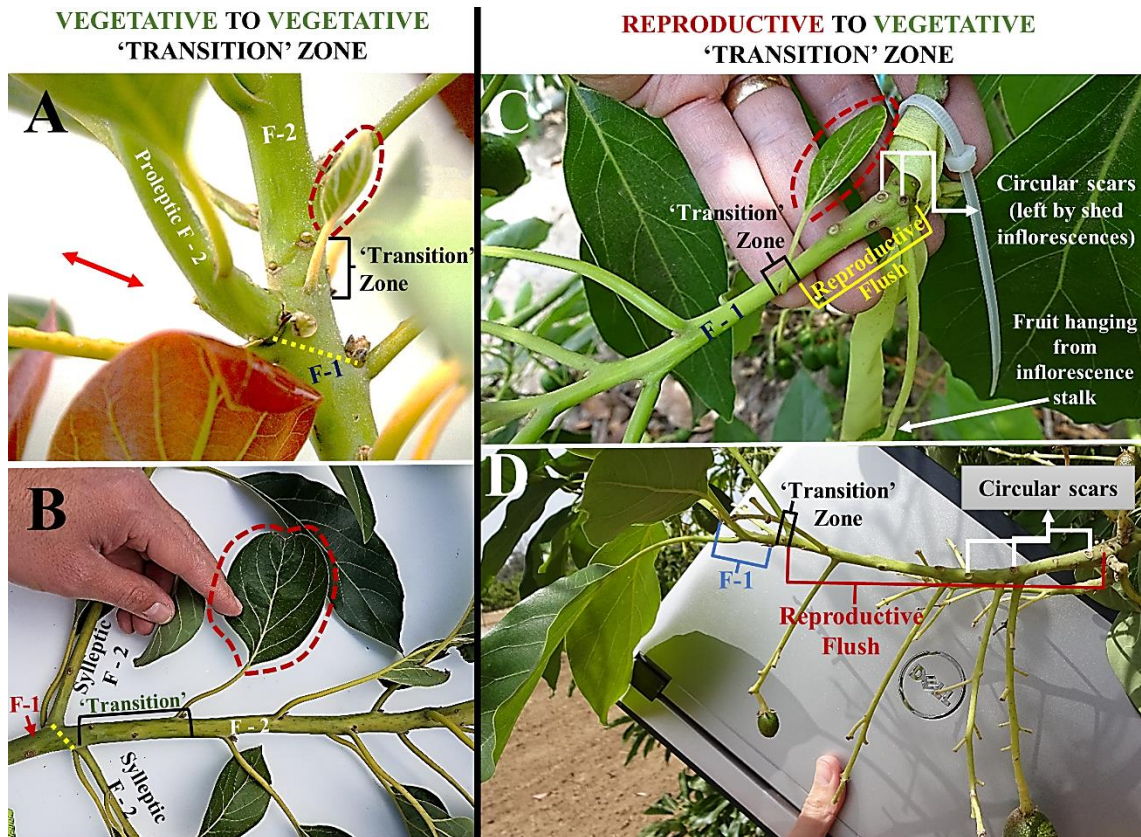 VEGETATIVE TO VEGETATIVE
'TRANSITION' ZONE
REPRODUCTIVE TO VEGETATIVE
'TRANSITION' ZONE
A
F-2
Proleptic F - 2
'Transition'
Zone
F-1
B
Sylleptic
F - 2
F-1
'Transition'
F-2
Sylleptic
F - 2
C
'Transition'
Zone
Reproductive
Flush
F-1
Circular scars
(left by shed
inflorescences)
Fruit hanging
from
inflorescence
stalk
D
'Transition'
Zone
Circular scars
F-1
Reproductive
Flush
DELL